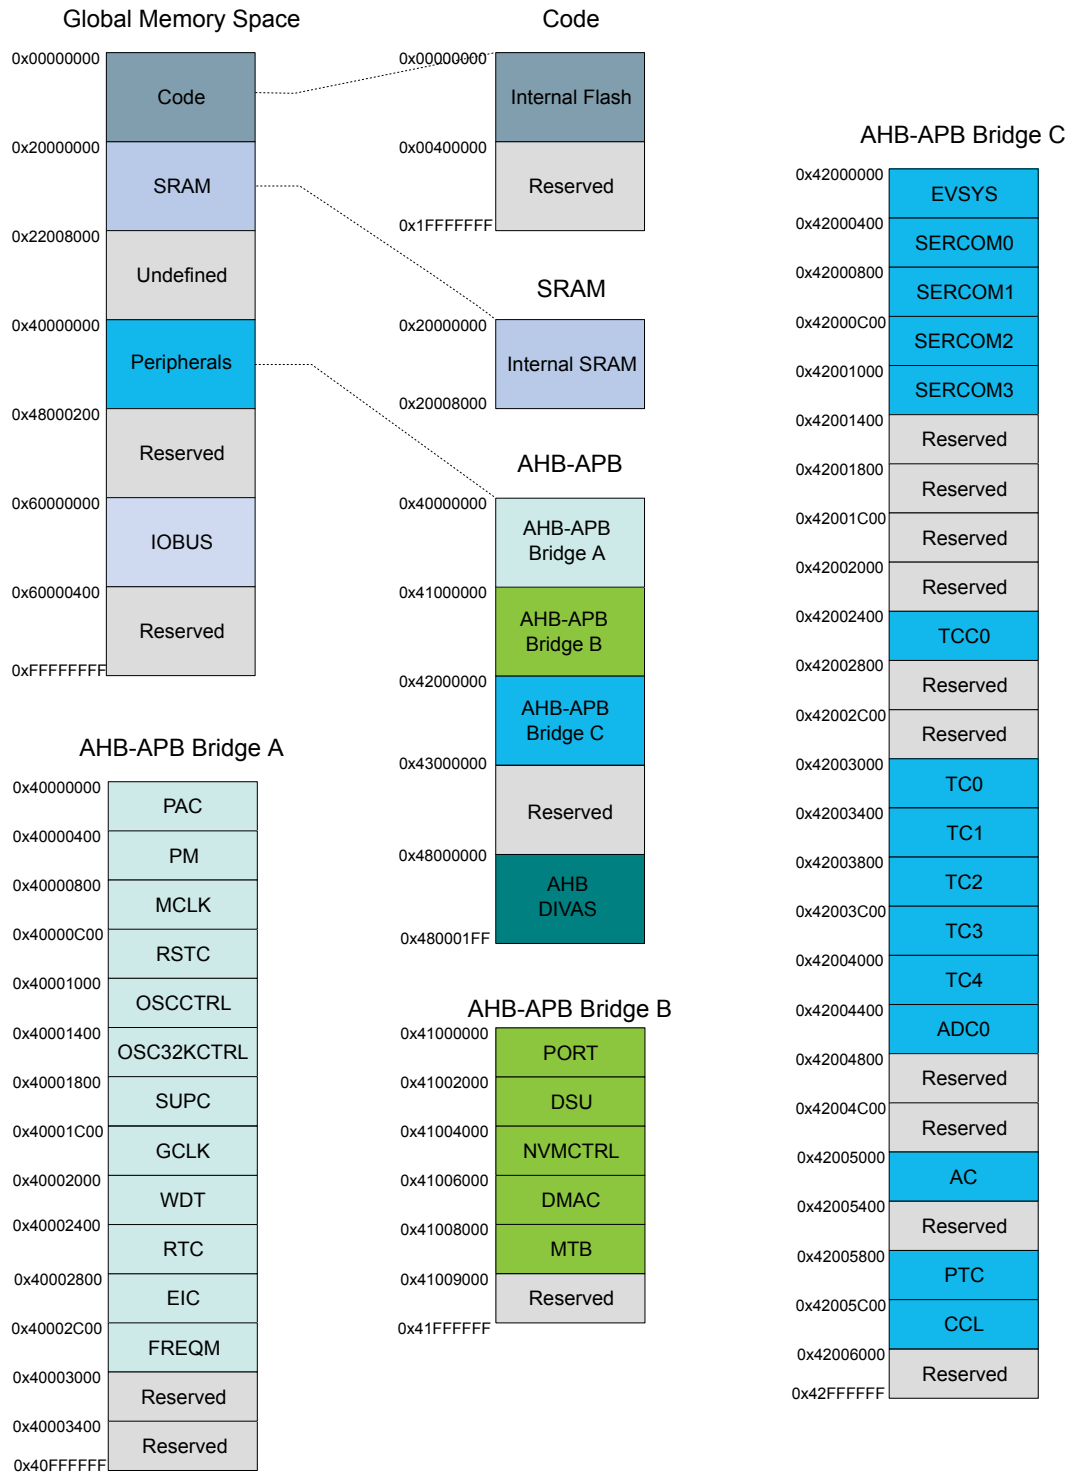 Global Memory Space
0x00000000
Code
0x20000000
SRAM
0x22008000
Undefined
0x40000000
Peripherals
0x48000200
Reserved
0x60000000
IOBUS
0x60000400
Reserved
0xFFFFFFFF
Code
0x00000000
Internal Flash
0x00400000
Reserved
0x1FFFFFFF
SRAM
0x20000000
Internal SRAM
0x20008000
AHB-APB
0x40000000
AHB-APB
Bridge A
0x41000000
AHB-APB
Bridge B
0x42000000
AHB-APB
Bridge C
0x43000000
Reserved
0x48000000
AHB
DIVAS
0x480001FF
AHB-APB Bridge A
0x40000000
PAC
0x40000400
PM
0x40000800
MCLK
0x40000C00
RSTC
0x40001000
OSCCTRL
0x40001400
OSC32KCTRL
0x40001800
SUPC
0x40001C00
GCLK
0x40002000
WDT
0x40002400
RTC
0x40002800
EIC
0x40002C00
FREQM
0x40003000
Reserved
0x40003400
Reserved
0x40FFFFFF
AHB-APB Bridge B
0x41000000
PORT
0x41002000
DSU
0x41004000
NVMCTRL
0x41006000
DMAC
0x41008000
MTB
0x41009000
Reserved
0x41FFFFFF
AHB-APB Bridge C
0x42000000
EVSYS
0x42000400
SERCOM0
0x42000800
SERCOM1
0x42000C00
SERCOM2
0x42001000
SERCOM3
0x42001400
Reserved
0x42001800
Reserved
0x42001C00
Reserved
0x42002000
Reserved
0x42002400
TCC0
0x42002800
Reserved
0x42002C00
Reserved
0x42003000
TC0
0x42003400
TC1
0x42003800
TC2
0x42003C00
TC3
0x42004000
TC4
0x42004400
ADC0
0x42004800
Reserved
0x42004C00
Reserved
0x42005000
AC
0x42005400
Reserved
0x42005800
PTC
0x42005C00
CCL
0x42006000
Reserved
0x42FFFFFF